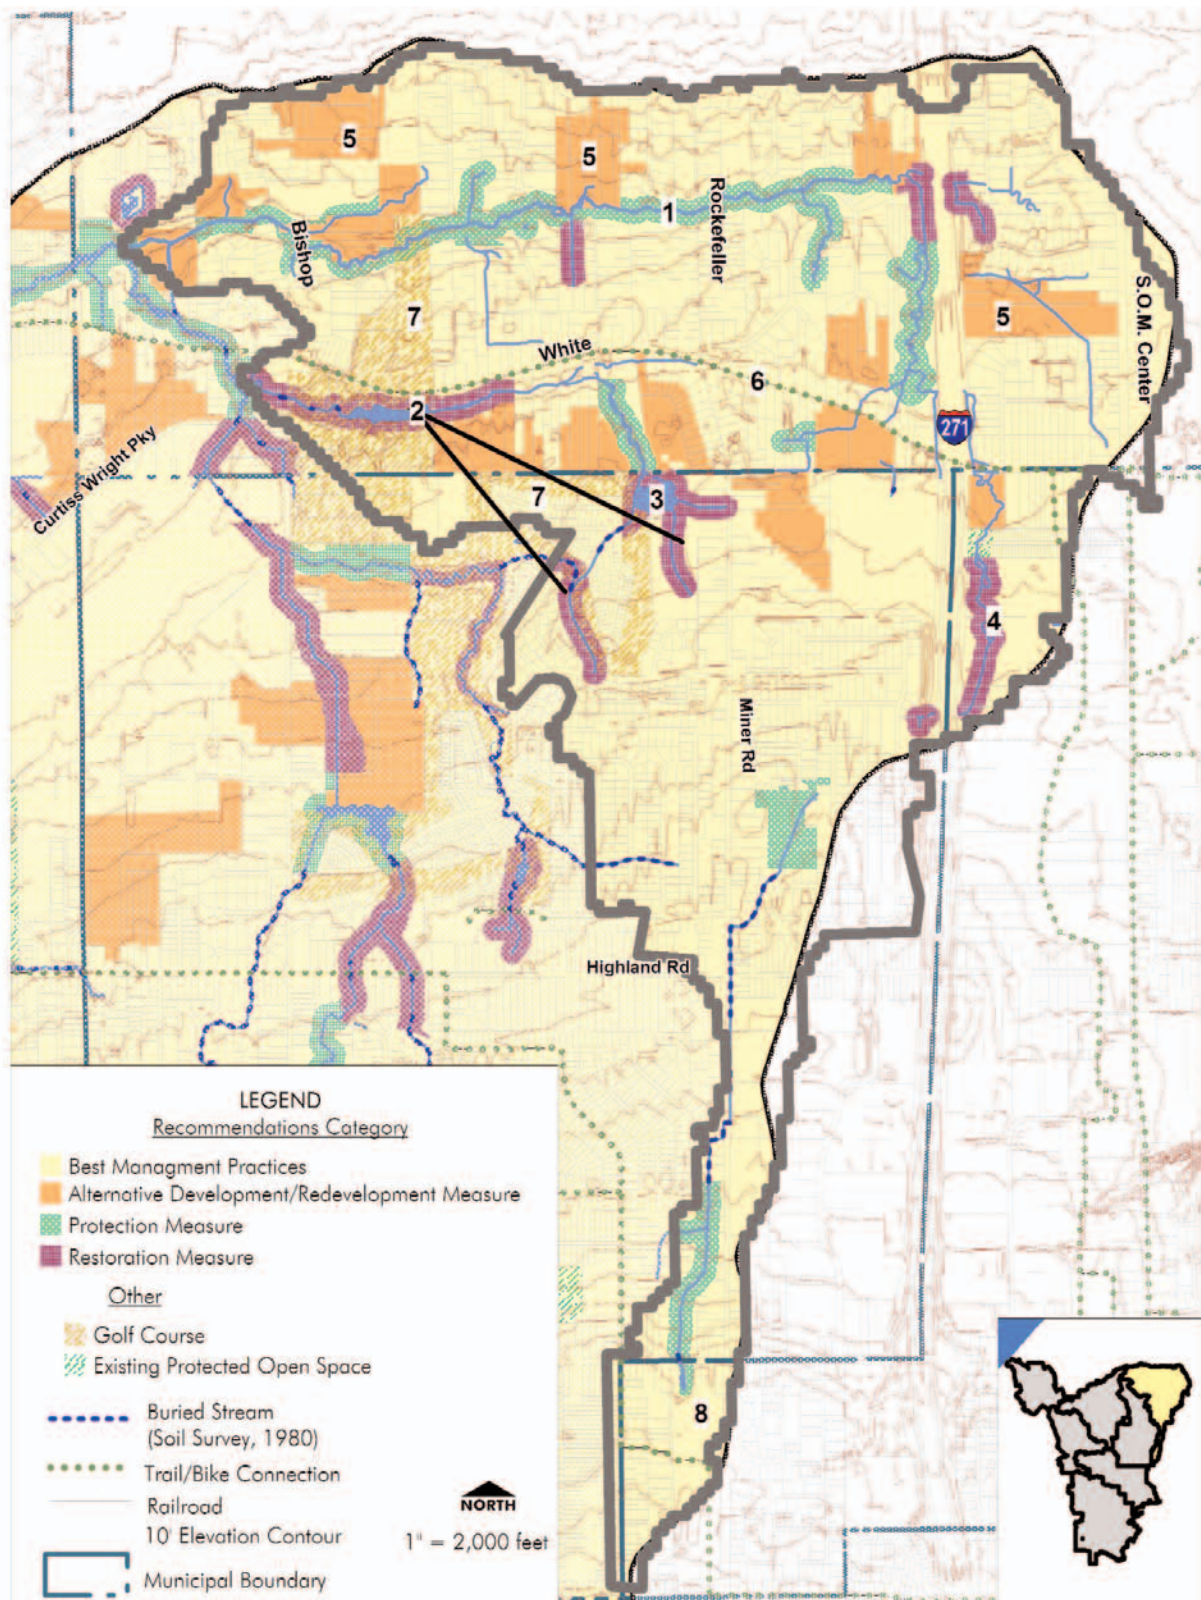 5
5
Rockefeller
1
Bishop
S.O.M. Center
5
7
White
6
2
271
Curtiss Wright Pky
7
3
4
Miner Rd
Highland Rd
LEGEND
Recommendations Category
Best Managment Practices
Alternative Development/Redevelopment Measure
Protection Measure
Restoration Measure
Other
Golf Course
Existing Protected Open Space
Buried Stream
(Soil Survey, 1980)
Trail/Bike Connection
Railroad
10' Elevation Contour
Municipal Boundary
NORTH
1" = 2,000 feet
8